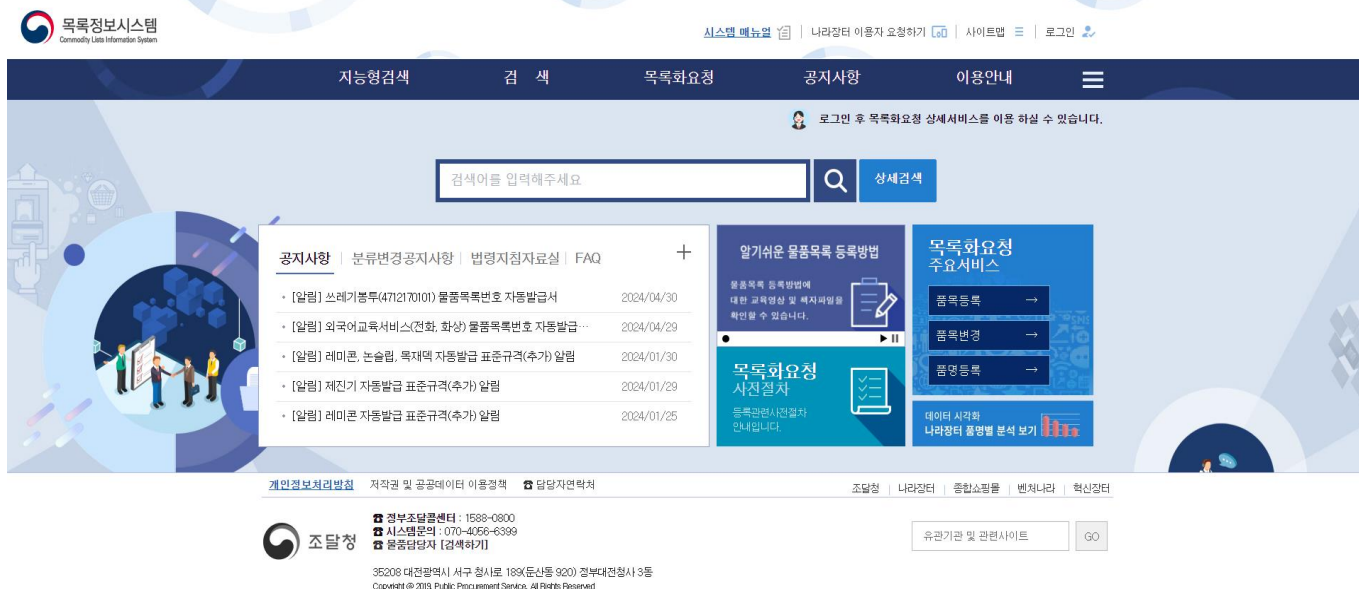 목록정보시스템
Commodity Lists Information System
시스템 매뉴얼 나라장터 이용자 요청하기 사이트맵 로그인
지능형검색 검 색 목록화요청 공지사항 이용안내
로그인 후 목록화요청 상세서비스를 이용 하실 수 있습니다.
검색어를 입력해주세요
상세검색
공지사항 분류변경공지사항 법령지침자료실 FAQ
• [알림] 쓰레기봉투(4712170101) 물품목록번호 자동발급서 2024/04/30
• [알림] 외국어교육서비스(전화, 화상) 물품목록번호 자동발급… 2024/04/29
• [알림] 레미콘, 논슬립, 목재덱 자동발급 표준규격(추가) 알림 2024/01/30
• [알림] 제진기 자동발급 표준규격(추가) 알림 2024/01/29
• [알림] 레미콘 자동발급 표준규격(추가) 알림 2024/01/25
알기쉬운 물품목록 등록방법
물품목록 등록방법에
대한 교육영상 및 책자파일을
확인할 수 있습니다.
목록화요청
사전절차
등록관련사전절차
안내입니다.
목록화요청
주요서비스
품목등록 →
품목변경 →
품명등록 →
데이터 시각화
나라장터 품명별 분석 보기
개인정보처리방침 저작권 및 공공데이터 이용정책 ☎ 담당자연락처
조달청 나라장터 종합쇼핑몰 벤처나라 혁신장터
조달청
☎ 정부조달콜센터 : 1588-0800
☎ 시스템문의 : 070-4056-6399
☎ 물품담당자 [검색하기]
35208 대전광역시 서구 청사로 189(둔산동 920) 정부대전청사 3동
Copyright @ 2019, Public Procurement Service, All Rights Reserved
유관기관 및 관련사이트 GO